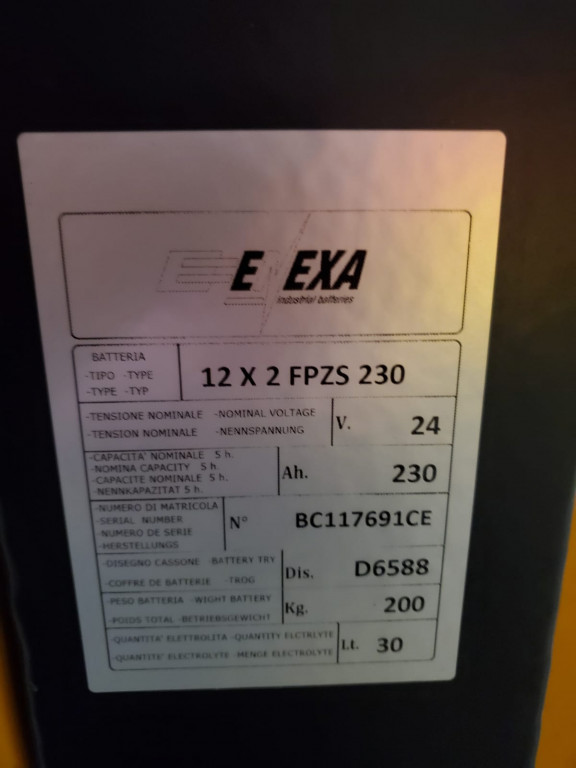 E EXA
industrial batteries
BATTERIA
-TIPO -TYPE
-TYPE -TYP
12 X 2 FPZS 230
-TENSIONE NOMINALE -NOMINAL VOLTAGE
-TENSION NOMINALE -NENNSPANNUNG
V. 24
-CAPACITA' NOMINALE 5 h.
-NOMINA CAPACITY 5 h.
-CAPACITE NOMINALE 5 h.
-NENNKAPAZITAT 5 h.
Ah. 230
-NUMERO DI MATRICOLA
-SERIAL NUMBER
-NUMERO DE SERIE
-HERSTELLUNGS
N° BC117691CE
-DISEGNO CASSONE -BATTERY TRY
-COFFRE DE BATTERIE -TROG
Dis. D6588
-PESO BATTERIA -WIGHT BATTERY
-POIDS TOTAL -BETRIEBSGEWICHT
Kg. 200
-QUANTITA' ELETTROLITA -QUANTITY ELCTRLYTE
-QUANTITÉ ELECTROLYTE -MENGE ELECTROLYTE
Lt. 30